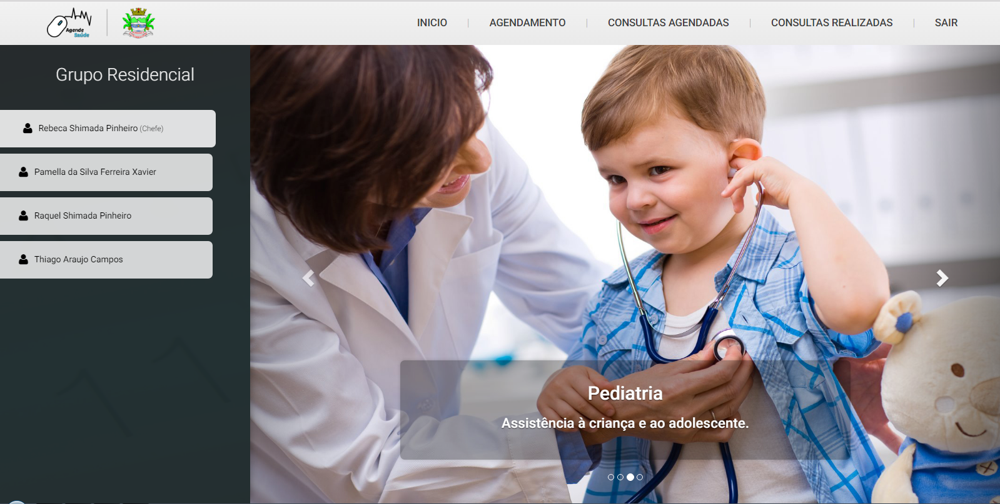 Agende
Saúde
INICIO
AGENDAMENTO
CONSULTAS AGENDADAS
CONSULTAS REALIZADAS
SAIR
Grupo Residencial
Rebeca Shimada Pinheiro (Chefe)
Pamella da Silva Ferreira Xavier
Raquel Shimada Pinheiro
Thiago Araujo Campos
Pediatria
Assistência à criança e ao adolescente.